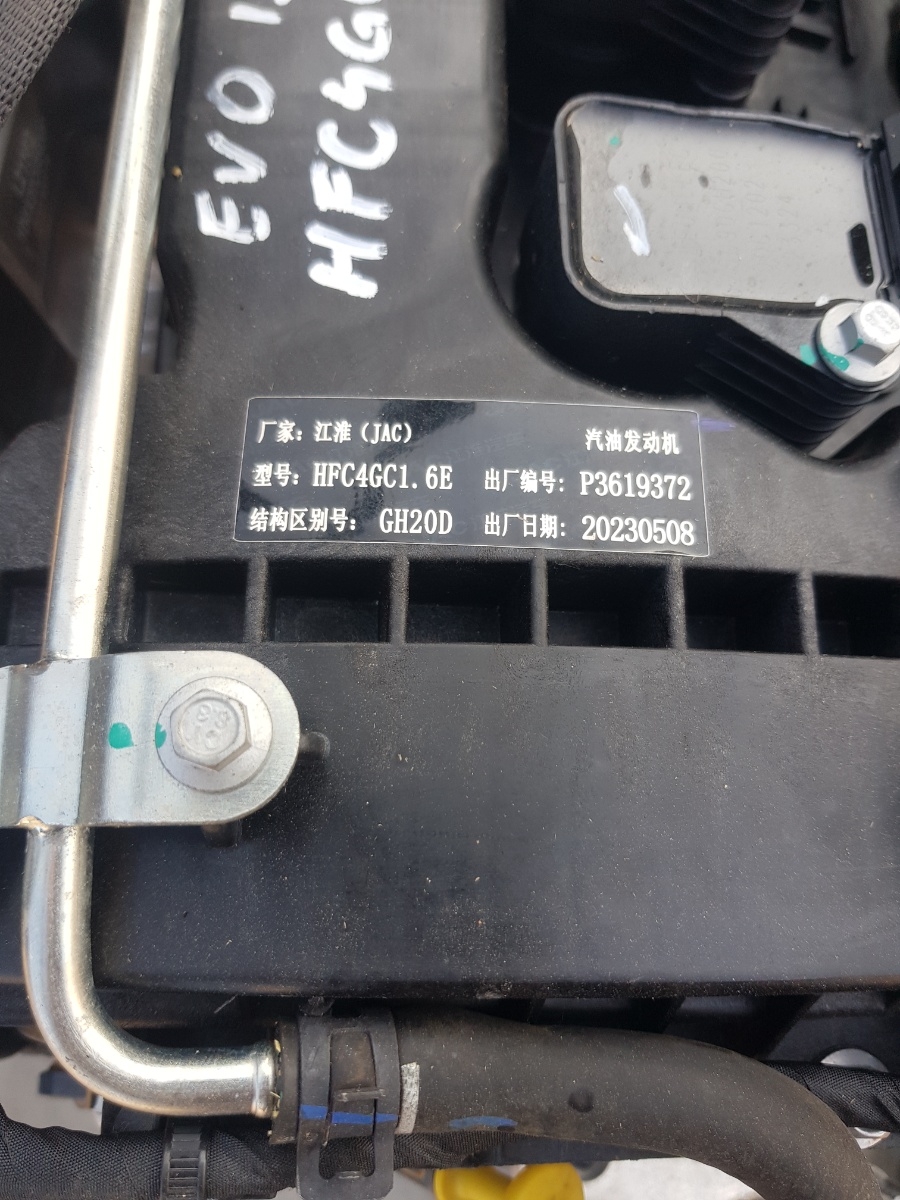 EVO
HFC4G
厂家：江淮（JAC） 汽油发动机
型号：HFC4GC1.6E 出厂编号：P3619372
结构区别号： GH20D 出厂日期：20230508